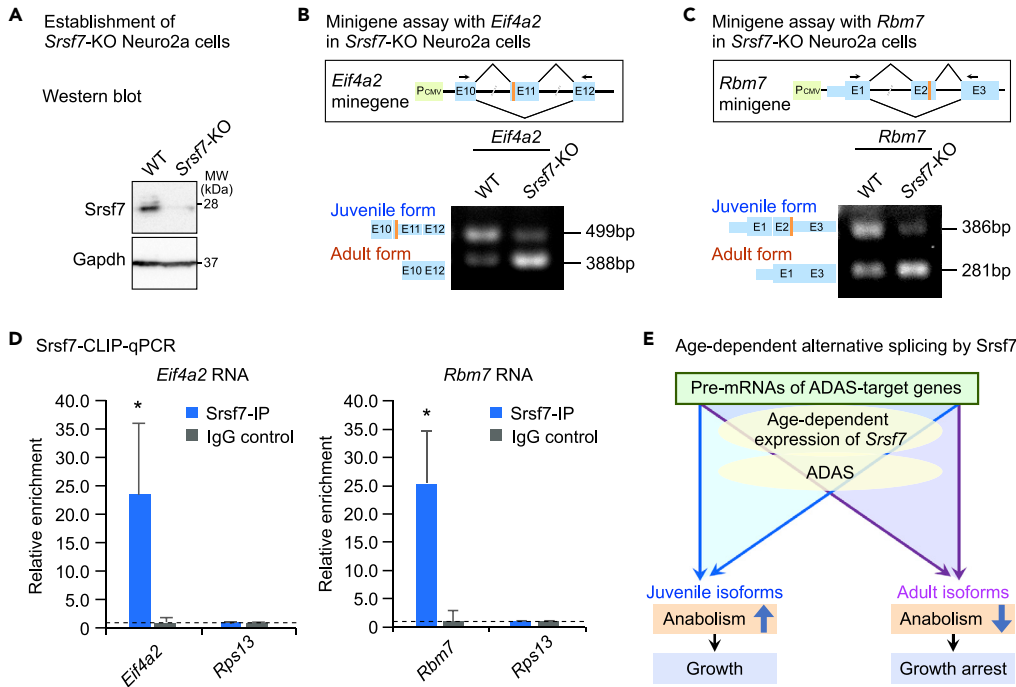 A
Establishment of
Srsf7-KO Neuro2a cells
Western blot
WT
Srsf7-KO
MW
(kDa)
Srsf7
28
Gapdh
37
B
Minigene assay with Eif4a2
in Srsf7-KO Neuro2a cells
Eif4a2
minegene
PCMV
E10
E11
E12
Eif4a2
WT
Srsf7-KO
Juvenile form
E10
E11
E12
499bp
Adult form
E10
E12
388bp
C
Minigene assay with Rbm7
in Srsf7-KO Neuro2a cells
Rbm7
minigene
PCMV
E1
E2
E3
Rbm7
WT
Srsf7-KO
Juvenile form
E1
E2
E3
386bp
Adult form
E1
E3
281bp
D
Srsf7-CLIP-qPCR
Eif4a2 RNA
Relative enrichment
40.0
35.0
30.0
25.0
20.0
15.0
10.0
5.0
0
*
Srsf7-IP
IgG control
Eif4a2
Rps13
Rbm7 RNA
Relative enrichment
40.0
35.0
30.0
25.0
20.0
15.0
10.0
5.0
0
*
Srsf7-IP
IgG control
Rbm7
Rps13
E
Age-dependent alternative splicing by Srsf7
Pre-mRNAs of ADAS-target genes
Age-dependent
expression of Srsf7
ADAS
Juvenile isoforms
Adult isoforms
Anabolism
Anabolism
Growth
Growth arrest